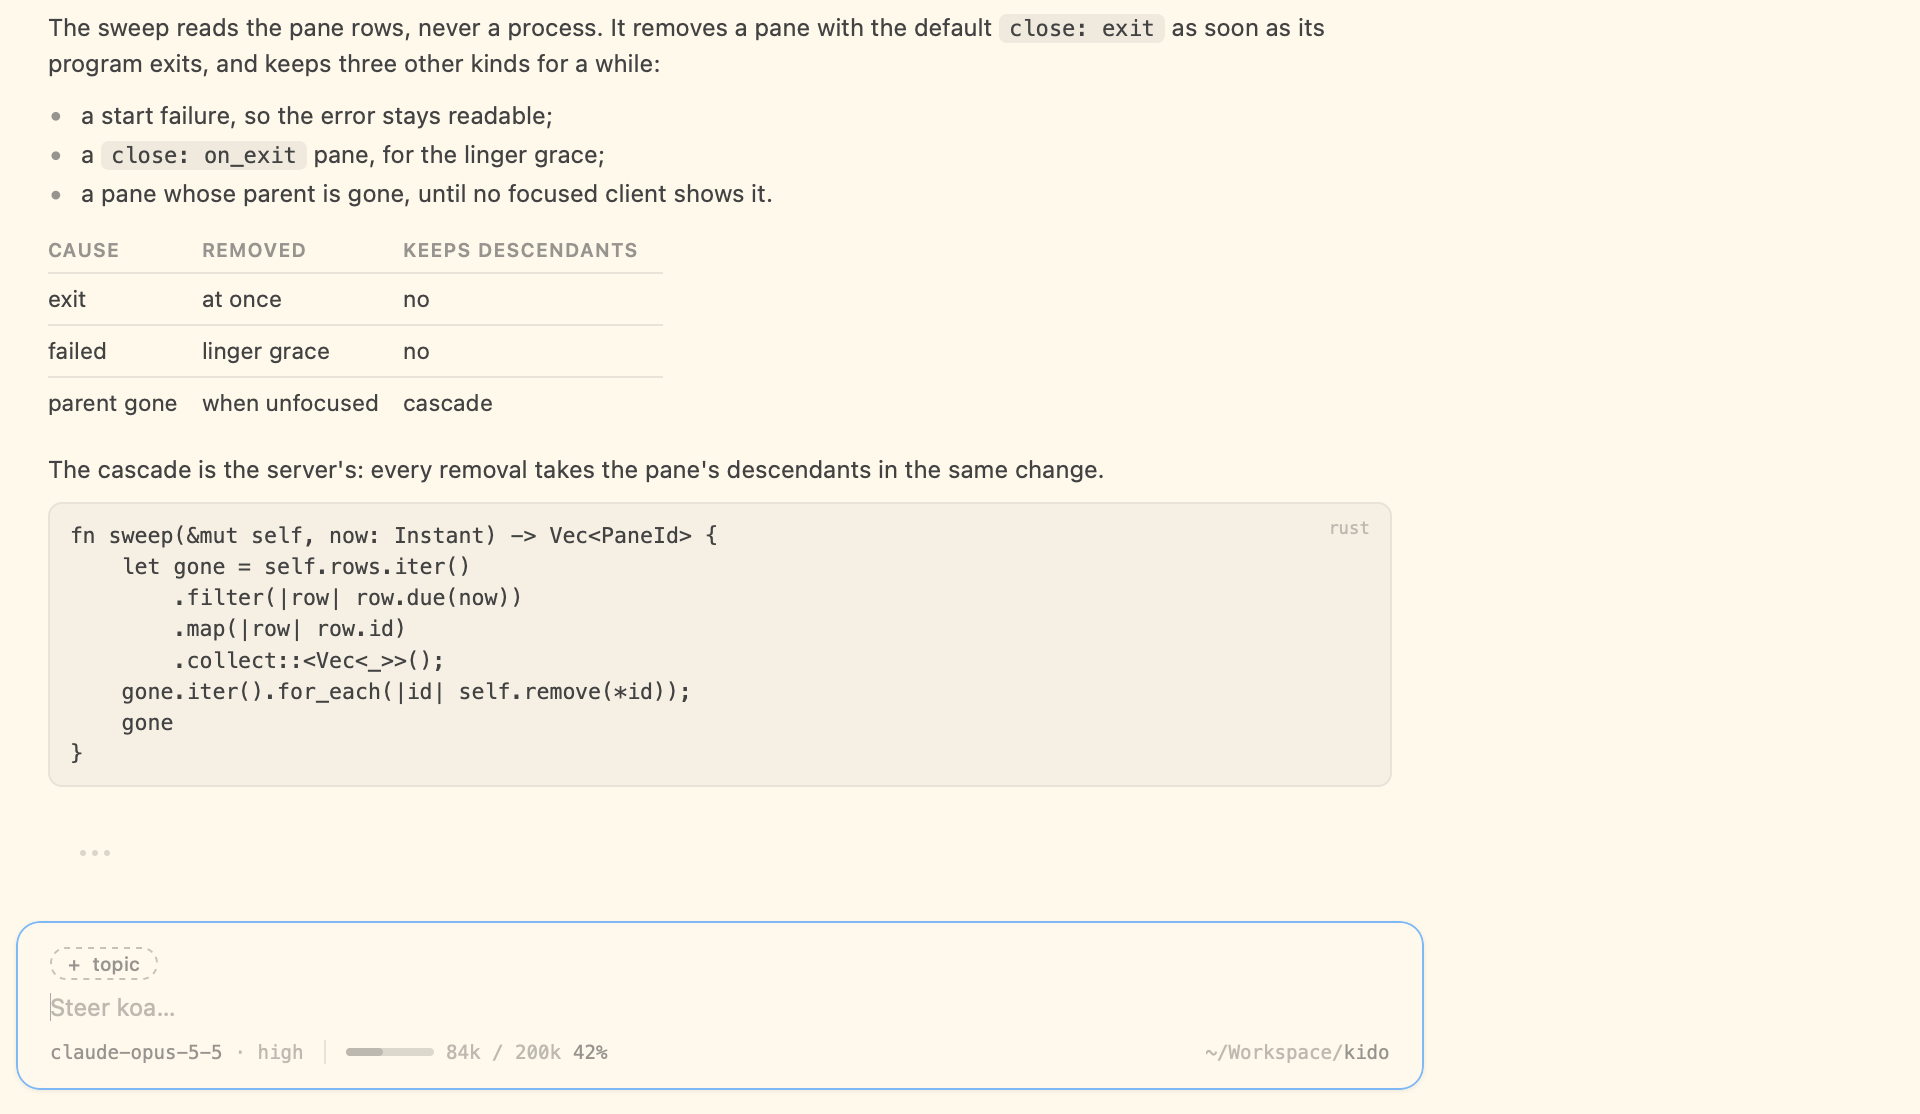 The sweep reads the pane rows, never a process. It removes a pane with the default close: exit as soon as its
program exits, and keeps three other kinds for a while:
• a start failure, so the error stays readable;
• a close: on_exit pane, for the linger grace;
• a pane whose parent is gone, until no focused client shows it.
CAUSE REMOVED KEEPS DESCENDANTS
exit at once no
failed linger grace no
parent gone when unfocused cascade
The cascade is the server's: every removal takes the pane's descendants in the same change.
rust
fn sweep(&mut self, now: Instant) -> Vec<PaneId> {
    let gone = self.rows.iter()
        .filter(|row| row.due(now))
        .map(|row| row.id)
        .collect::<Vec<_>>();
    gone.iter().for_each(|id| self.remove(*id));
    gone
}
+ topic
Steer koa...
claude-opus-5-5 · high 84k / 200k 42% ~/Workspace/kido